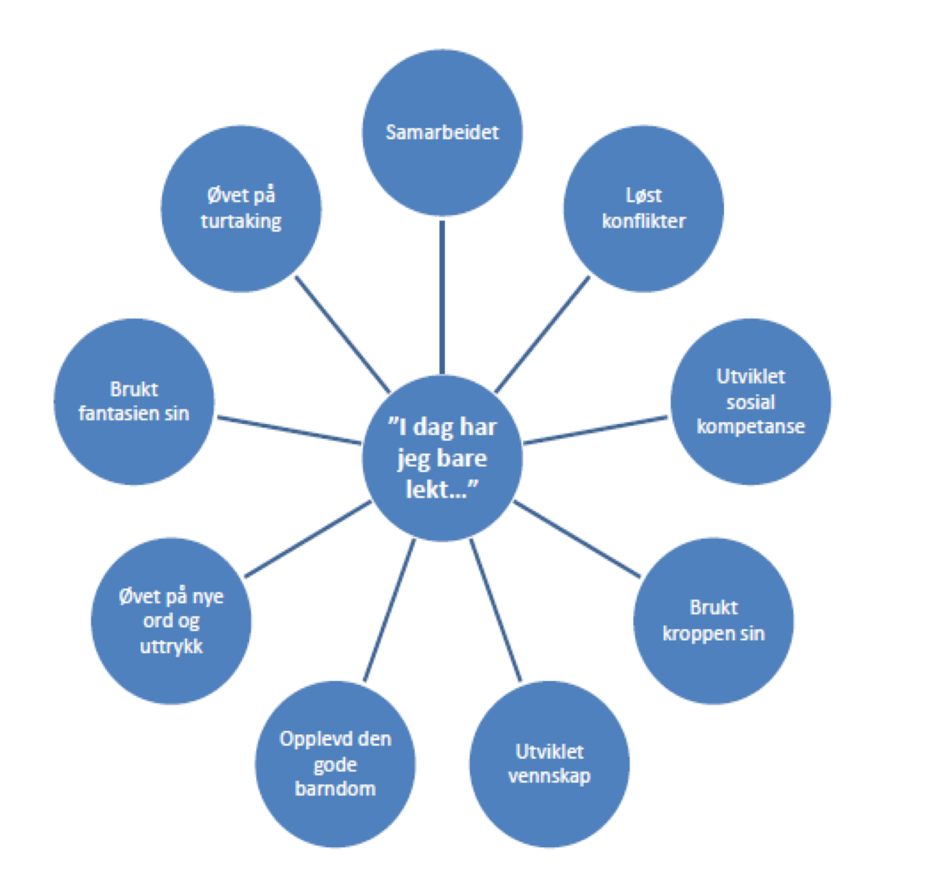 Samarbeidet
Løst
konflikter
Utviklet
sosial
kompetanse
Brukt
kroppen sin
Utviklet
vennskap
Opplevd den
gode
barndom
Øvet på nye
ord og
uttrykk
Brukt
fantasien sin
Øvet på
turtaking
”I dag har
jeg bare
lekt...”